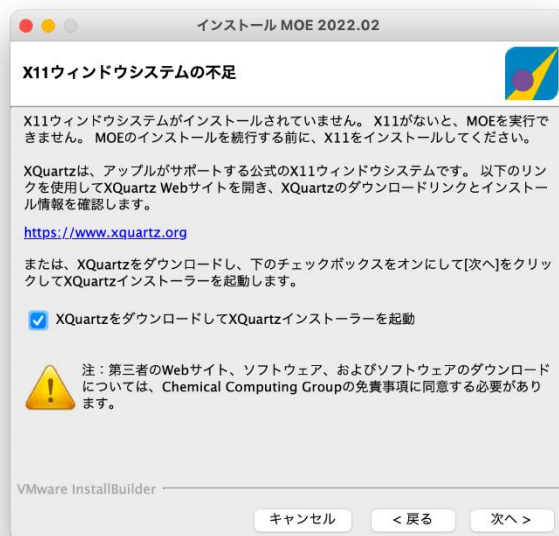 インストール MOE 2022.02
X11ウィンドウシステムの不足
X11ウィンドウシステムがインストールされていません。 X11がないと、MOEを実行で
きません。 MOEのインストールを続行する前に、X11をインストールしてください。
XQuartzは、アップルがサポートする公式のX11ウィンドウシステムです。 以下のリン
クを使用してXQuartz Webサイトを開き、XQuartzのダウンロードリンクとインストー
ル情報を確認します。
https://www.xquartz.org
または、XQuartzをダウンロードし、下のチェックボックスをオンにして[次へ]をクリッ
クしてXQuartzインストーラーを起動します。
XQuartzをダウンロードしてXQuartzインストーラーを起動
注：第三者のWebサイト、ソフトウェア、およびソフトウェアのダウンロード
については、Chemical Computing Groupの免責事項に同意する必要があり
ます。
VMware InstallBuilder
キャンセル < 戻る 次へ >